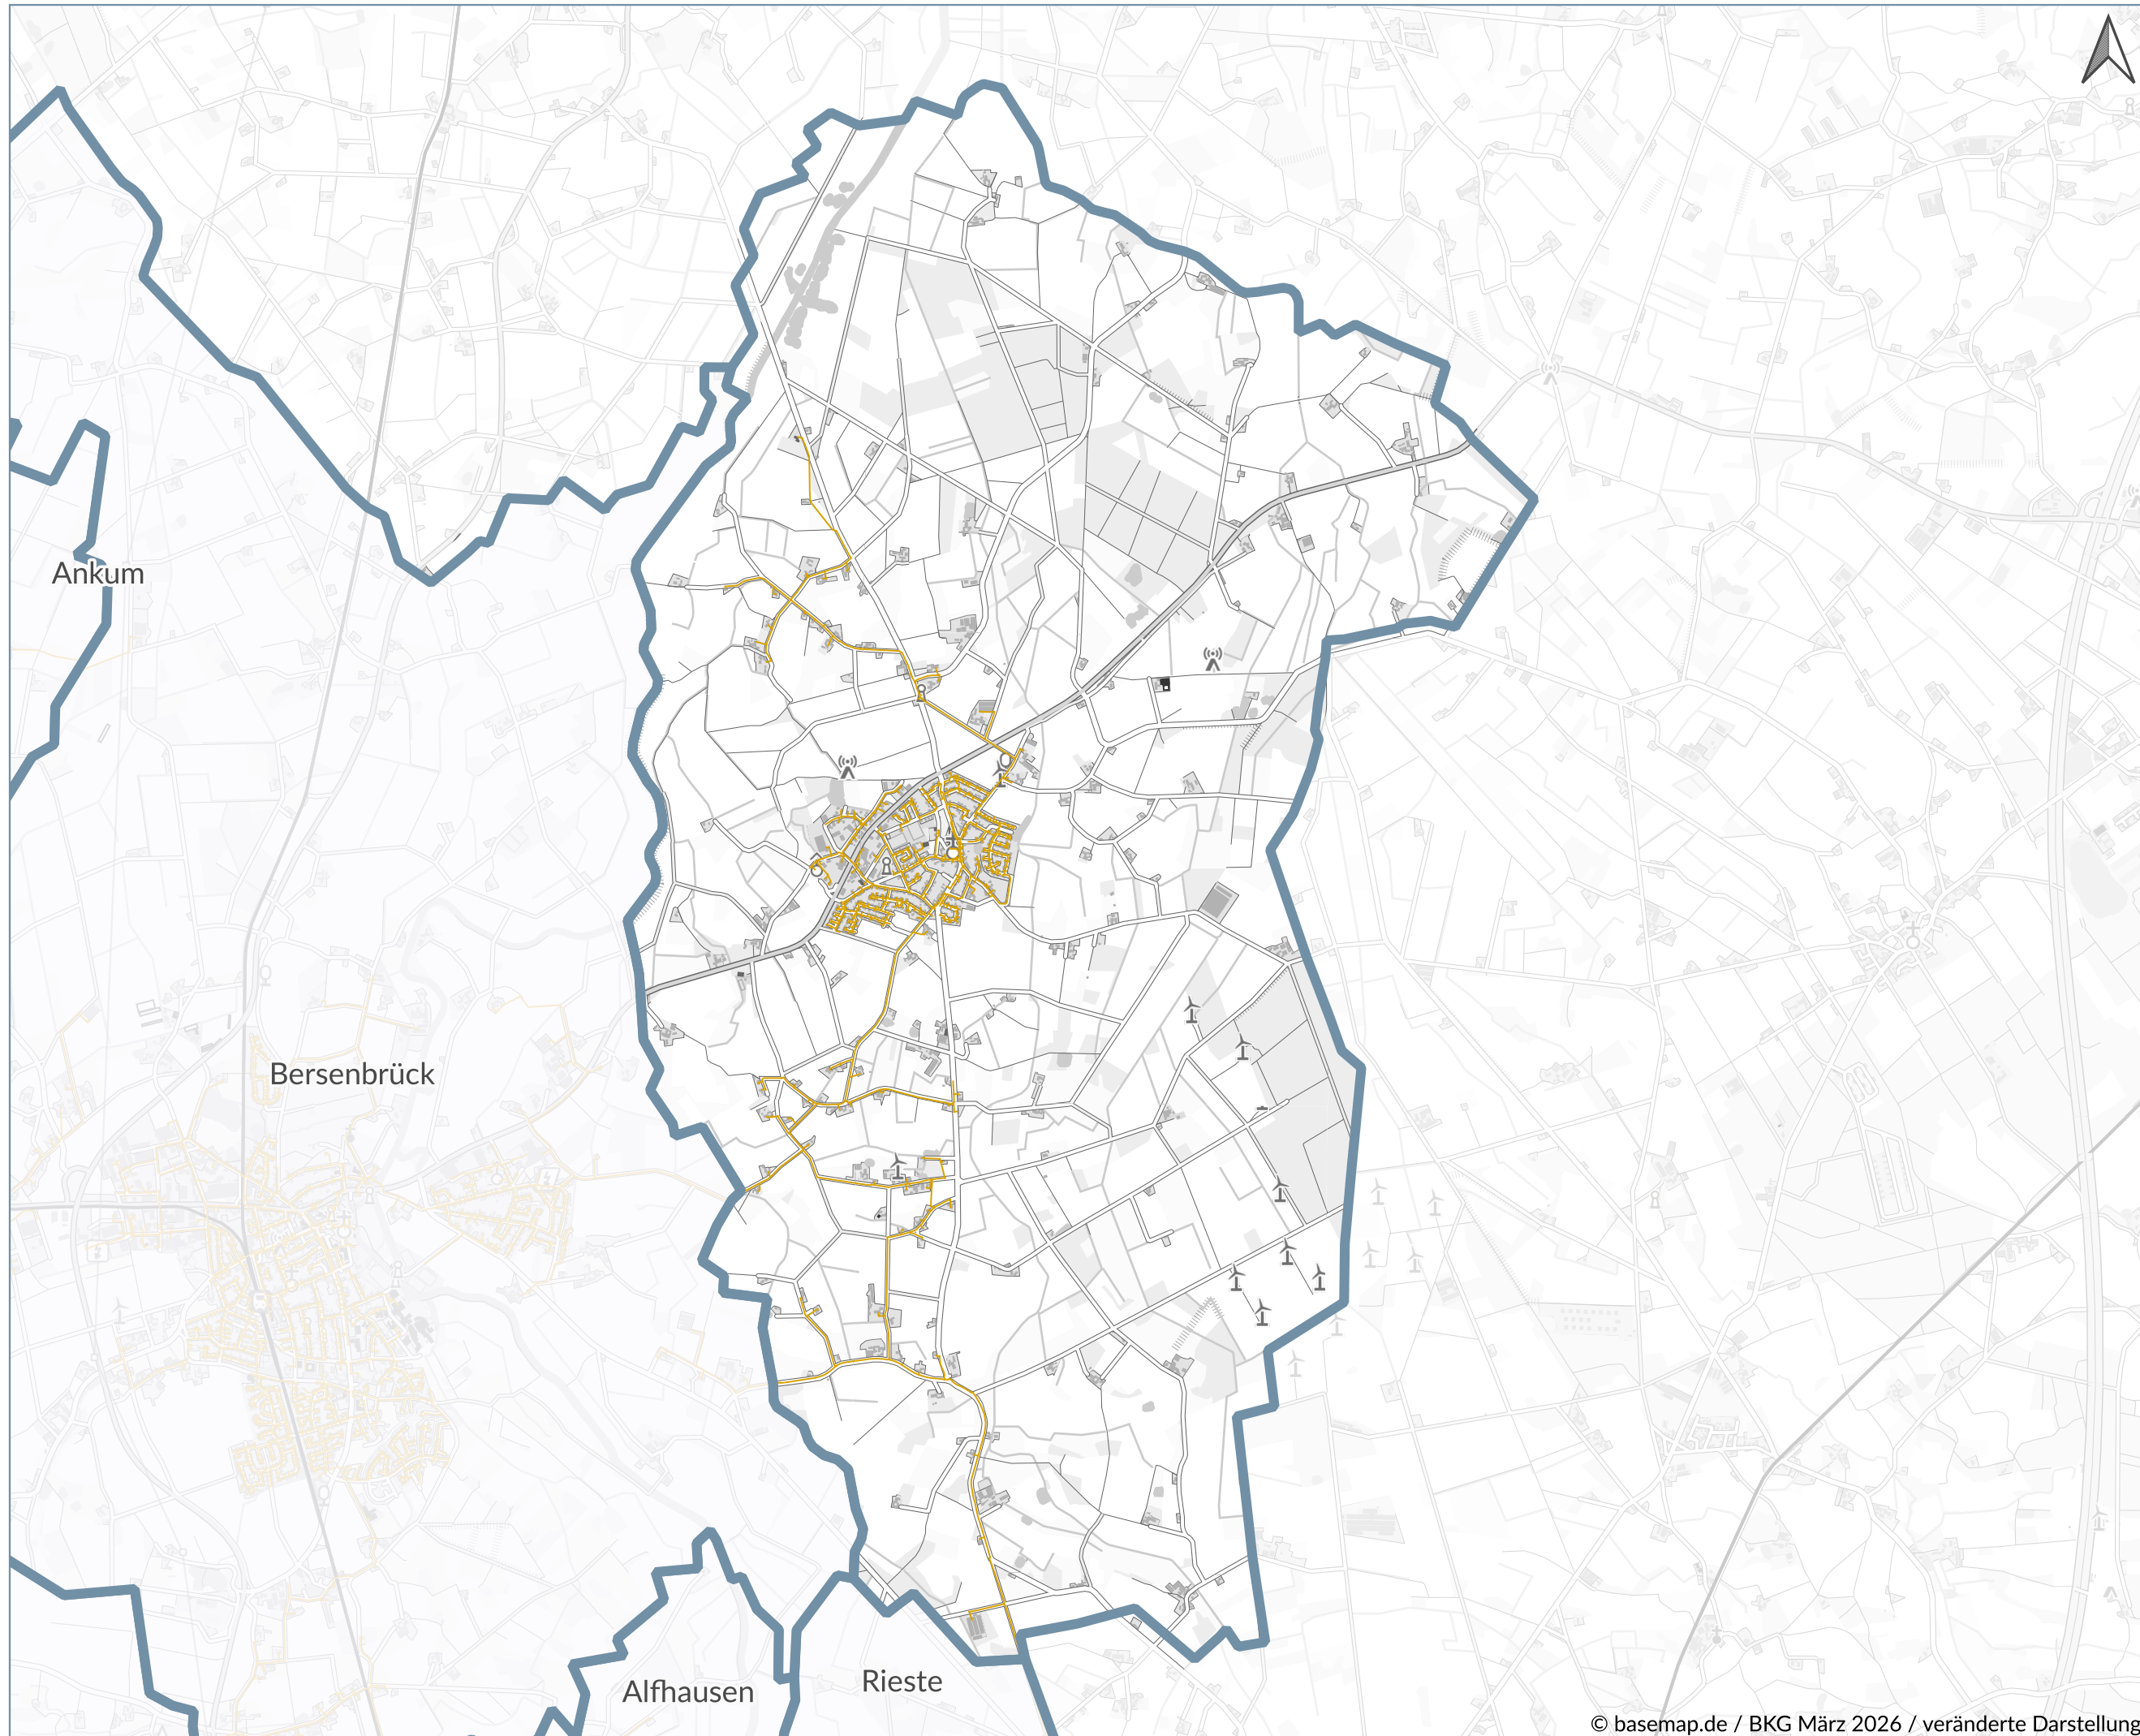 Ankum
Bersenbrück
Alfhausen
Rieste
© basemap.de / BKG März 2026 / veränderte Darstellung